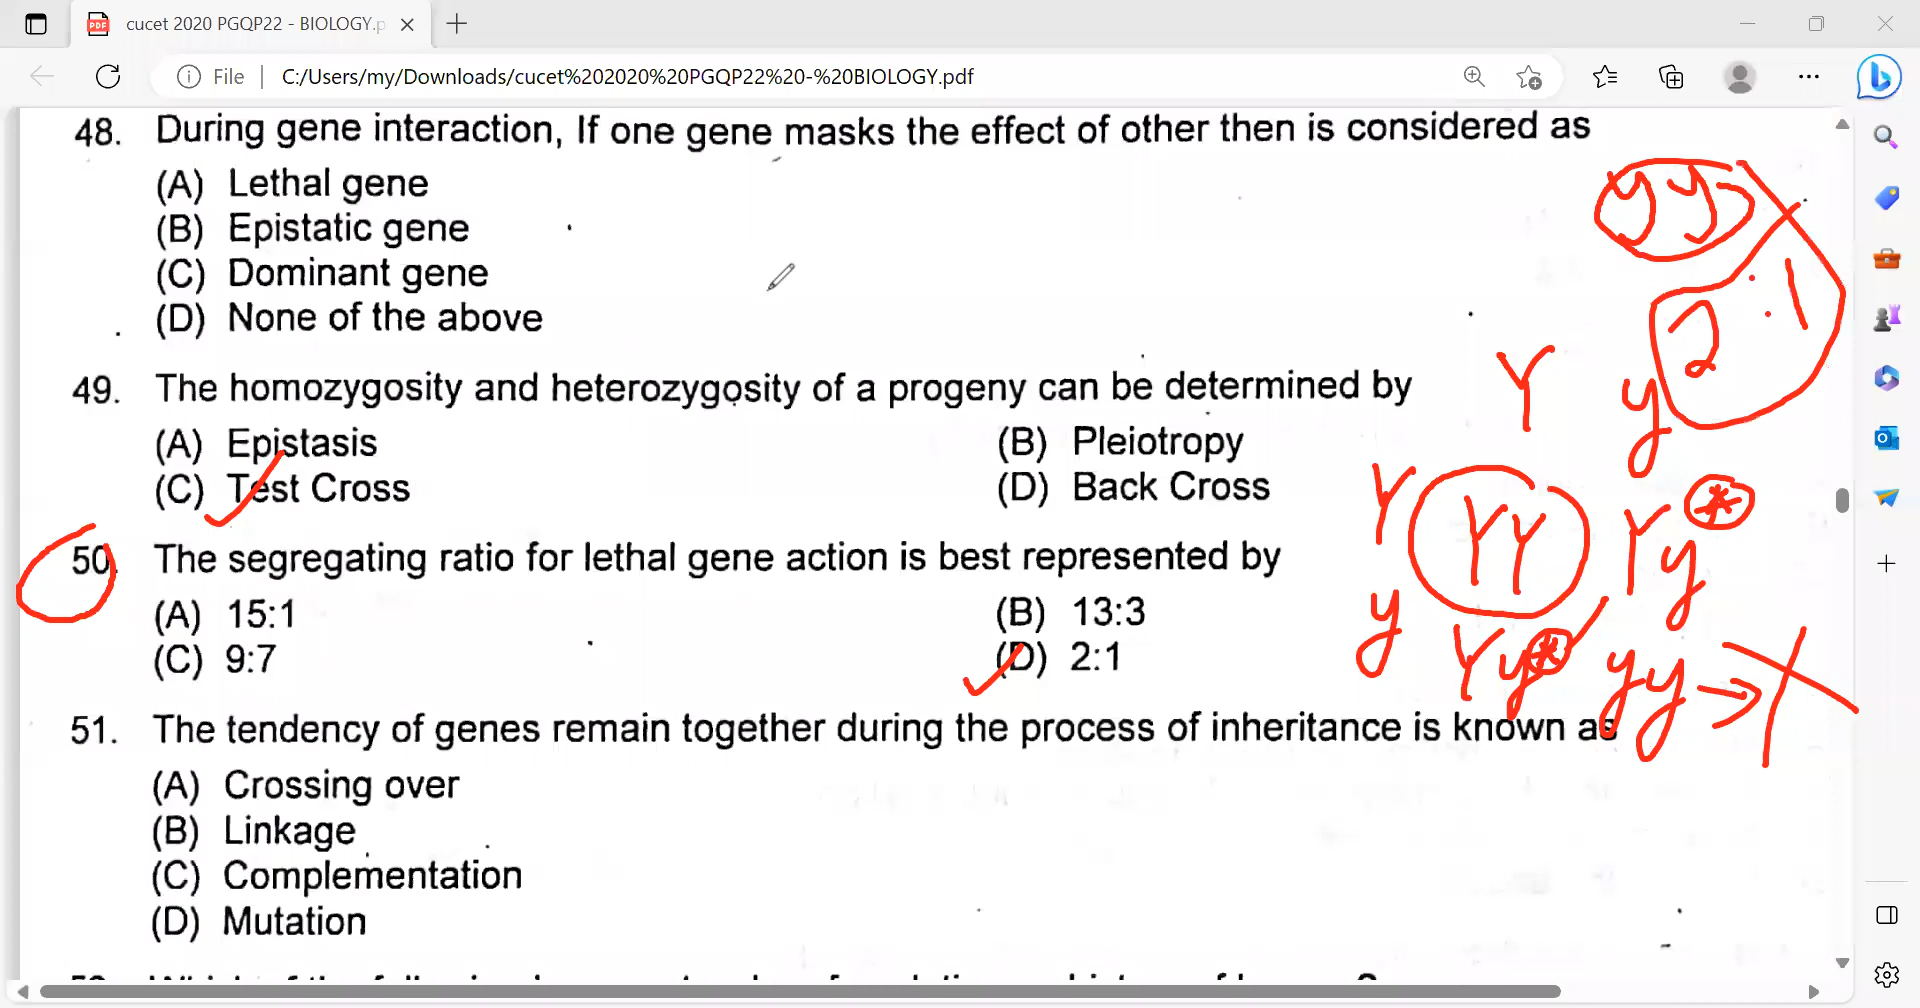 cucet 2020 PGQP22 - BIOLOGY.p
File C:/Users/my/Downloads/cucet%202020%20PGQP22%20-%20BIOLOGY.pdf
48. During gene interaction, If one gene masks the effect of other then is considered as
(A) Lethal gene
(B) Epistatic gene
(C) Dominant gene
(D) None of the above
49. The homozygosity and heterozygosity of a progeny can be determined by
(A) Epistasis (B) Pleiotropy
(C) Test Cross (D) Back Cross
50. The segregating ratio for lethal gene action is best represented by
(A) 15:1 (B) 13:3
(C) 9:7 (D) 2:1
51. The tendency of genes remain together during the process of inheritance is known as
(A) Crossing over
(B) Linkage
(C) Complementation
(D) Mutation
yy
2:1
Y y
Y YY Yy*
y Yy* yy → X